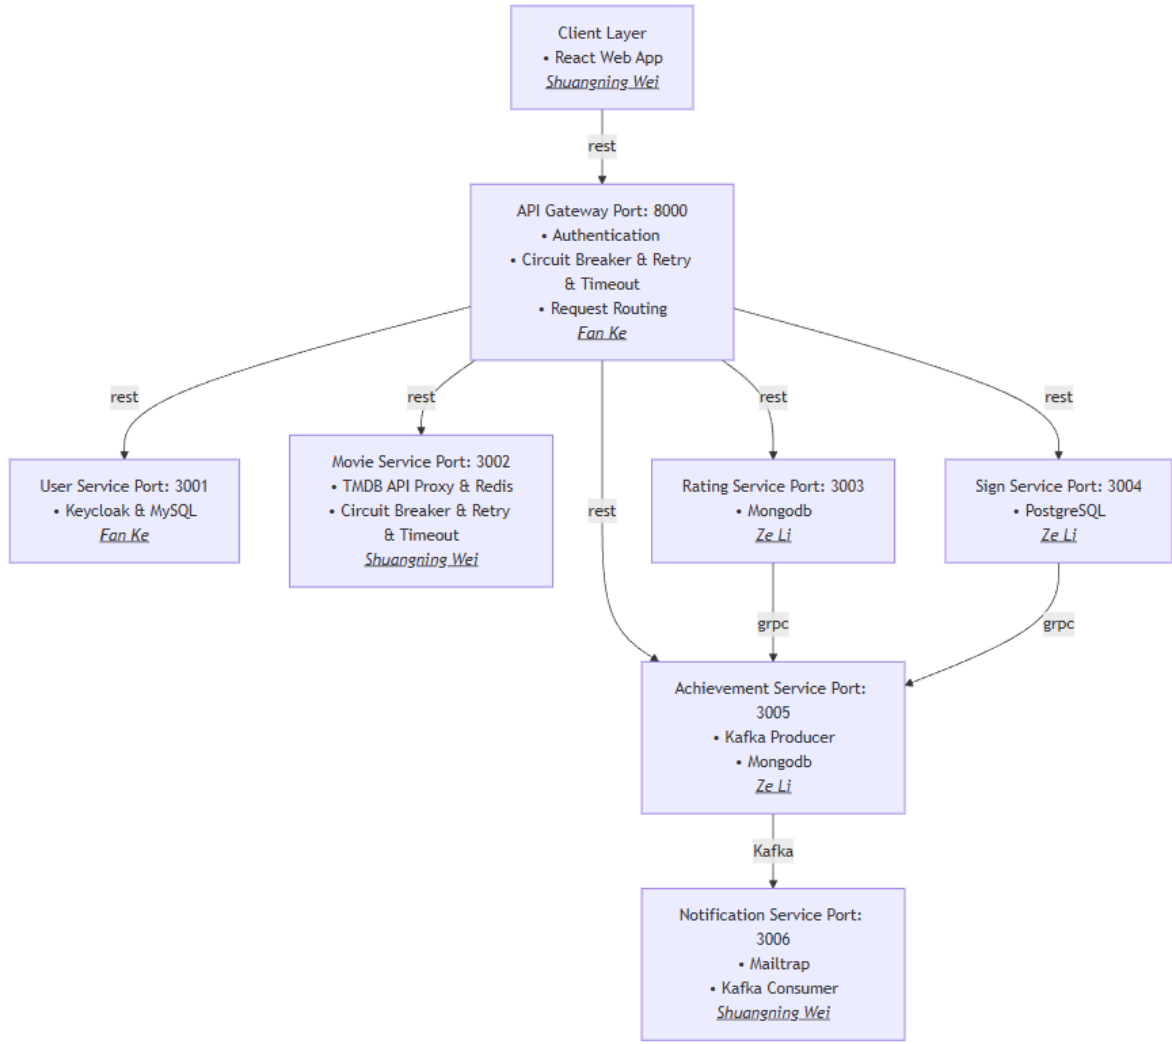 Client Layer
• React Web App
Shuangning Wei
rest
API Gateway Port: 8000
• Authentication
• Circuit Breaker & Retry
& Timeout
• Request Routing
Fan Ke
rest
rest
rest
rest
rest
User Service Port: 3001
• Keycloak & MySQL
Fan Ke
Movie Service Port: 3002
• TMDB API Proxy & Redis
• Circuit Breaker & Retry
& Timeout
Shuangning Wei
Rating Service Port: 3003
• Mongodb
Ze Li
Sign Service Port: 3004
• PostgreSQL
Ze Li
grpc
grpc
Achievement Service Port:
3005
• Kafka Producer
• Mongodb
Ze Li
Kafka
Notification Service Port:
3006
• Mailtrap
• Kafka Consumer
Shuangning Wei